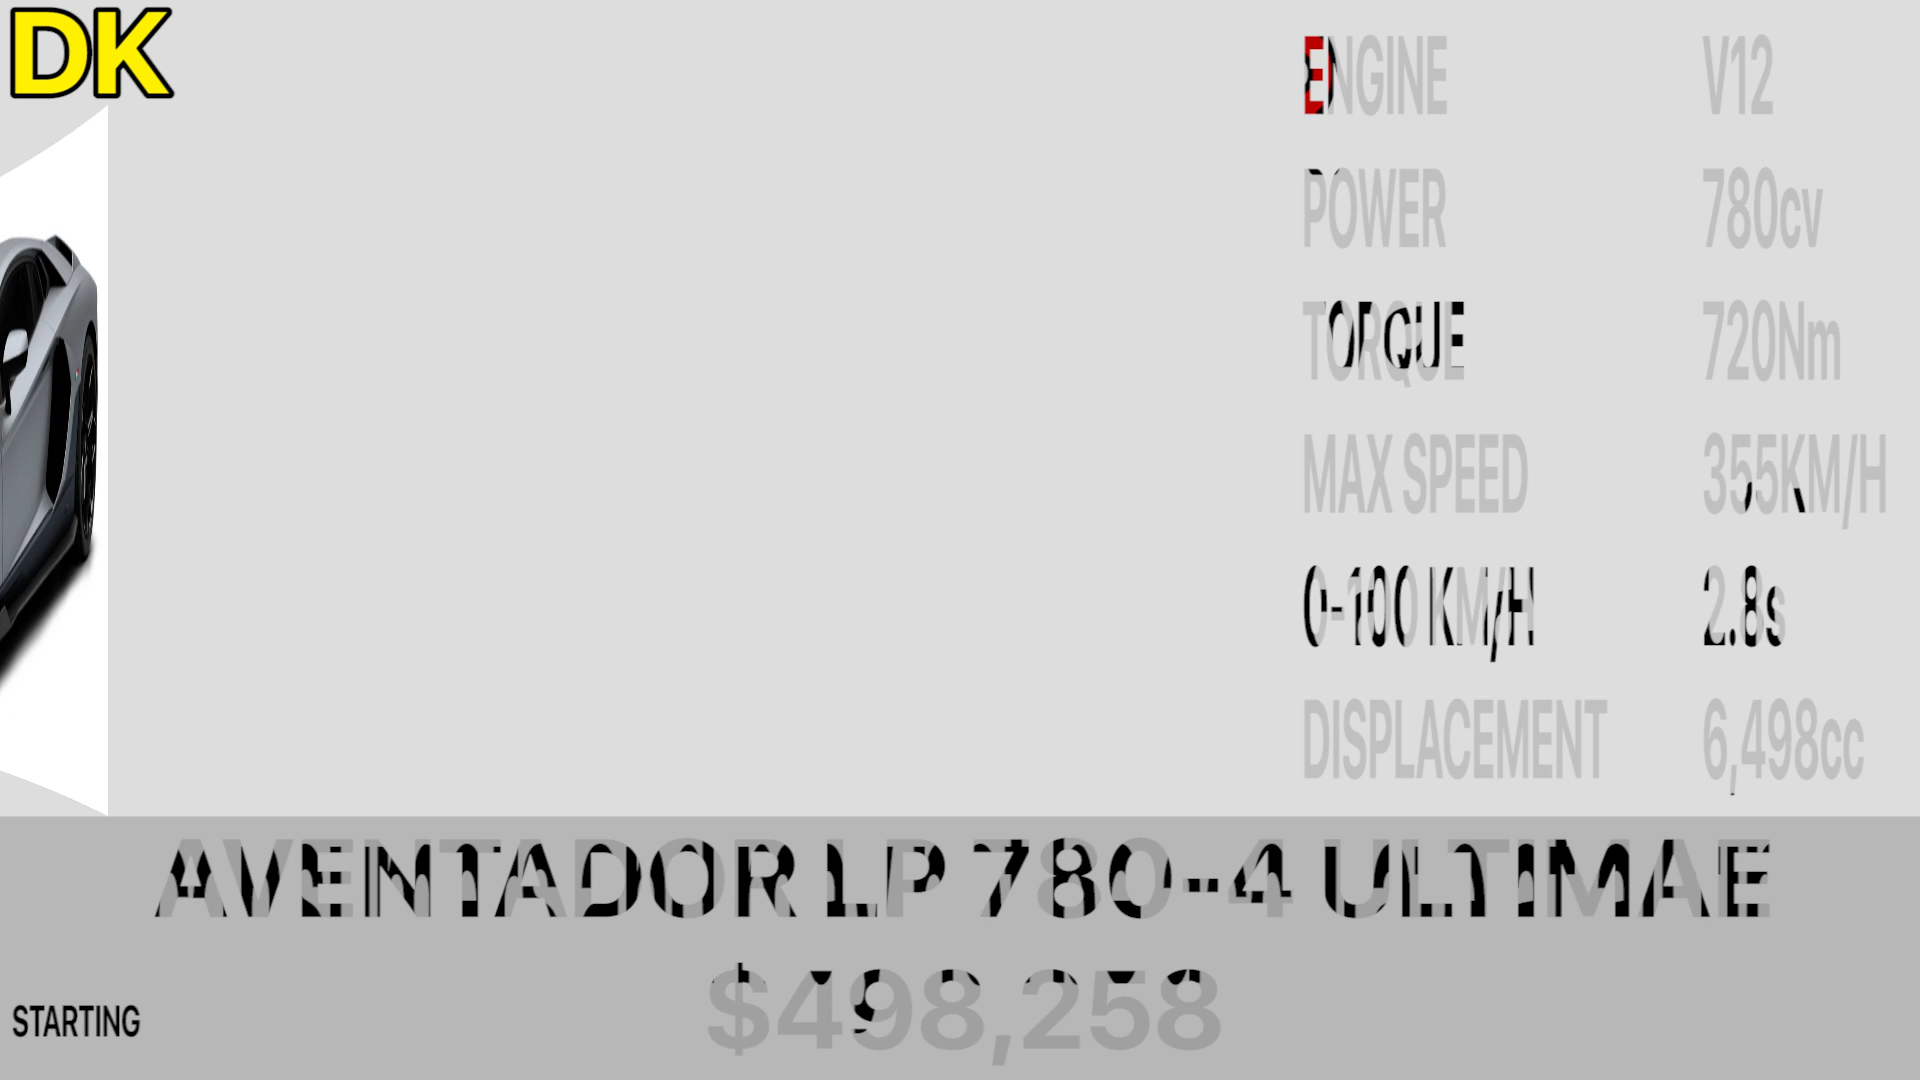 DK
ENGINE V12
POWER 780cv
TORQUE 720Nm
MAX SPEED 355KM/H
0-100 KM/H 2.8s
DISPLACEMENT 6,498cc
AVENTADOR LP 780-4 ULTIMAE
STARTING $498,258